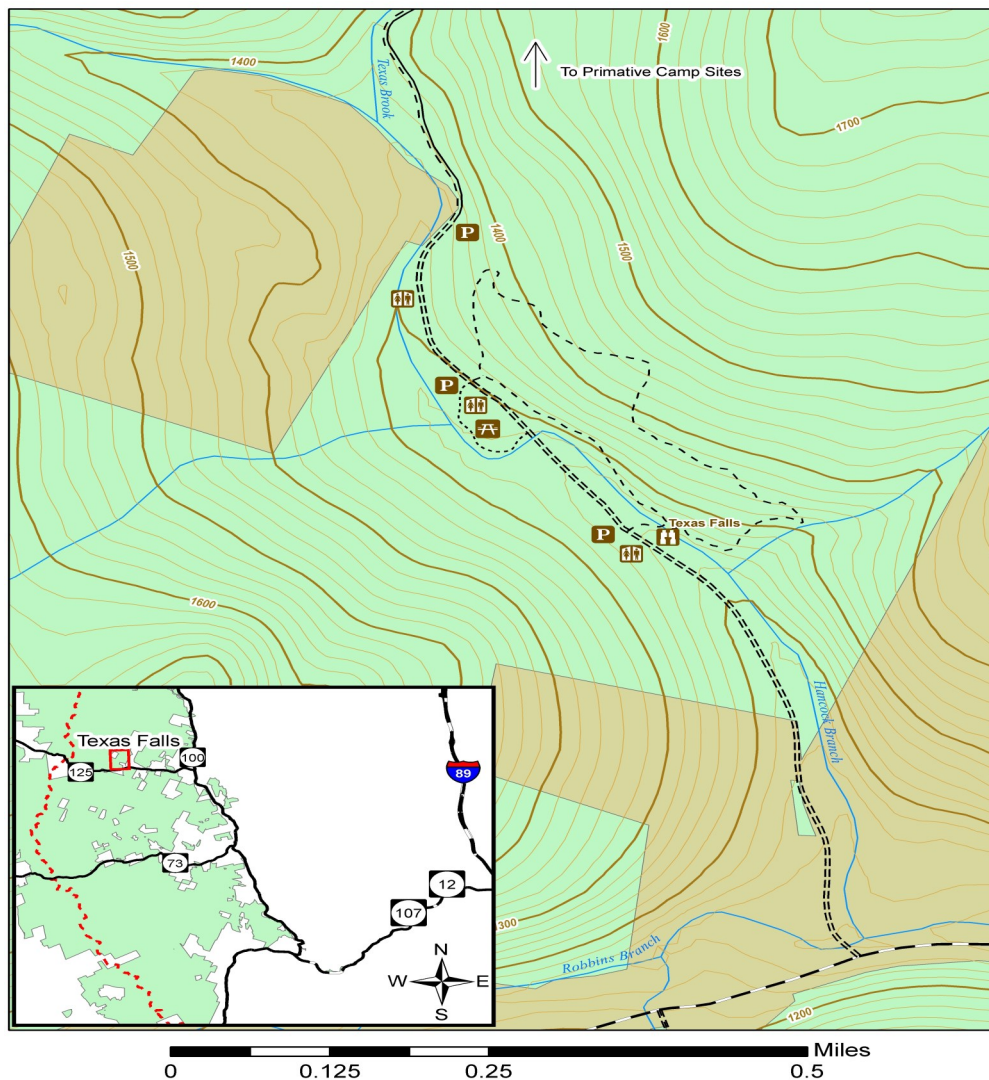 1600
To Primative Camp Sites
1400
Texas Brook
1700
P
1400
1500
1500
P
Texas Falls
P
1600
Hancock Branch
Texas Falls
100
125
89
73
12
107
N
W E
S
1300
Robbins Branch
1200
Miles
0 0.125 0.25 0.5